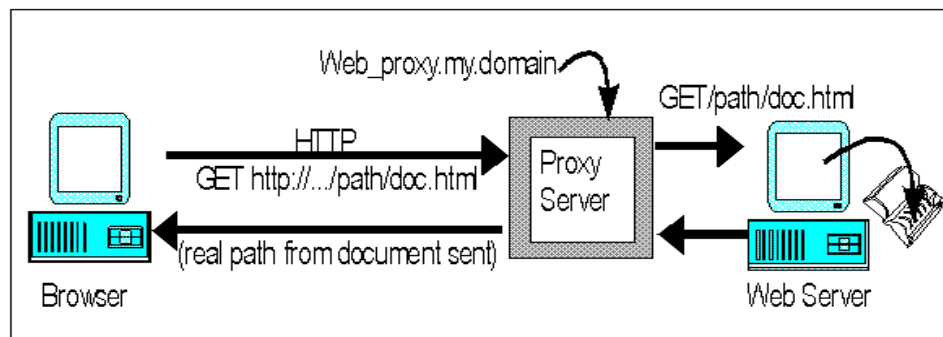 Web_proxy.my.domain
GET/path/doc.html
HTTP
GET http://.../path/doc.html
Proxy
Server
(real path from document sent)
Browser
Web Server